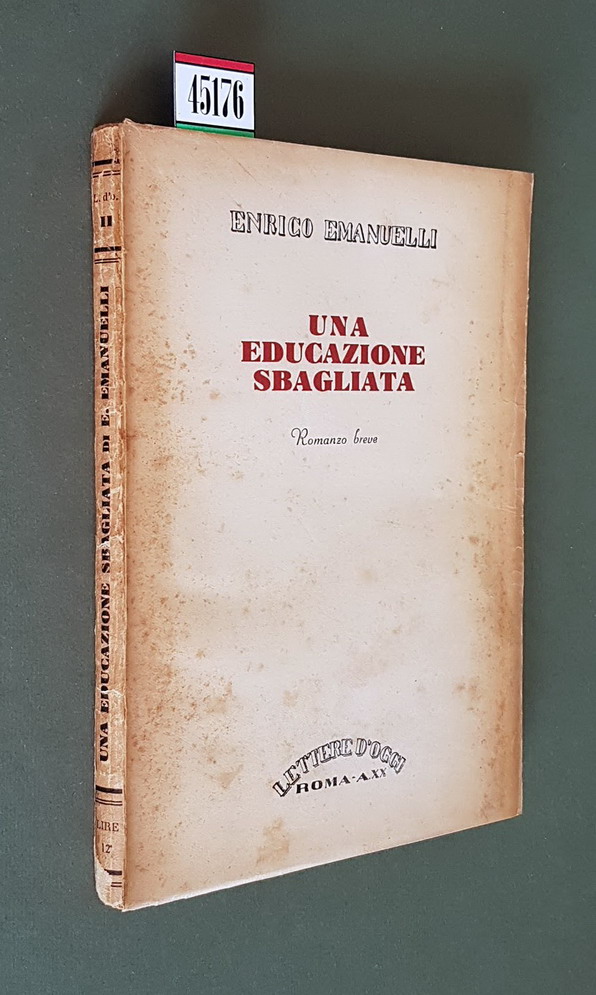 45176
ENRICO EMANUELLI
UNA
EDUCAZIONE
SBAGLIATA
Romanzo breve
LETTERE D'OGGI
ROMA - A. XX
L. d'o.
11
UNA EDUCAZIONE SBAGLIATA DI E. EMANUELLI
LIRE
12